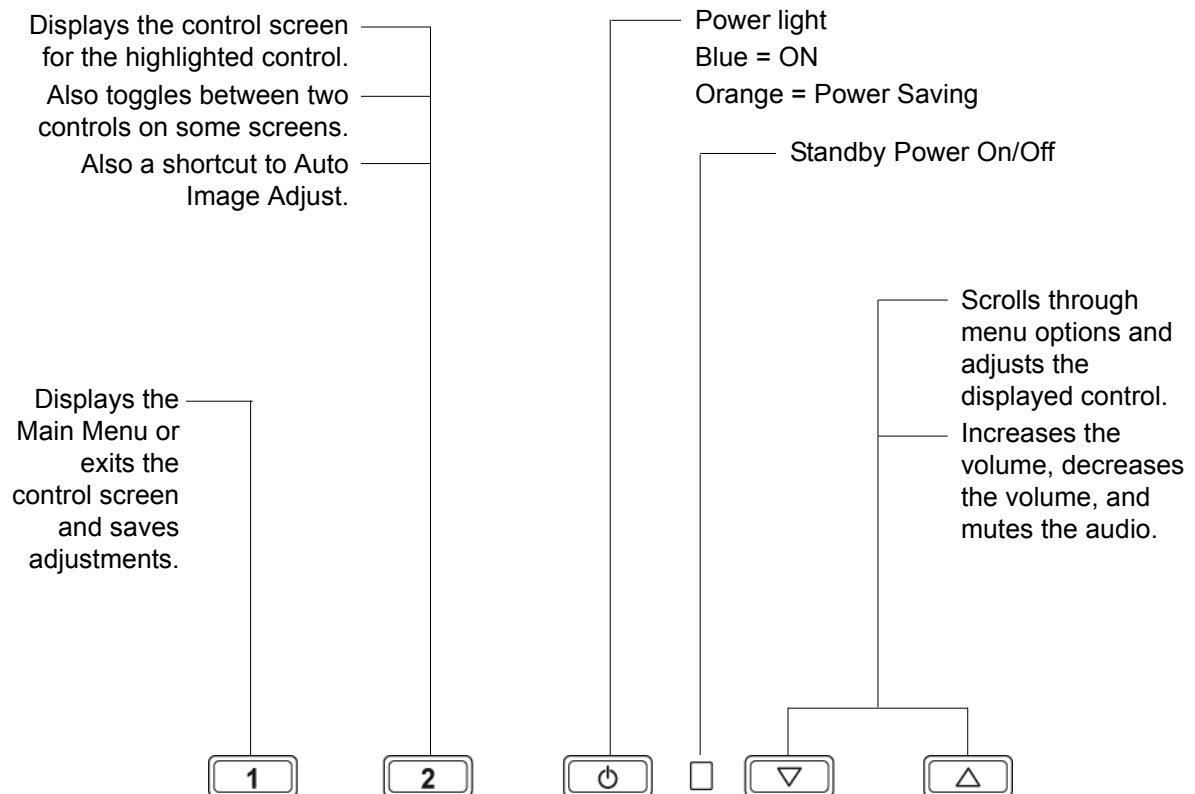 Displays the control screen
for the highlighted control.
Also toggles between two
controls on some screens.
Also a shortcut to Auto
Image Adjust.
Power light
Blue = ON
Orange = Power Saving
Standby Power On/Off
Displays the
Main Menu or
exits the
control screen
and saves
adjustments.
Scrolls through
menu options and
adjusts the
displayed control.
Increases the
volume, decreases
the volume, and
mutes the audio.
1
2